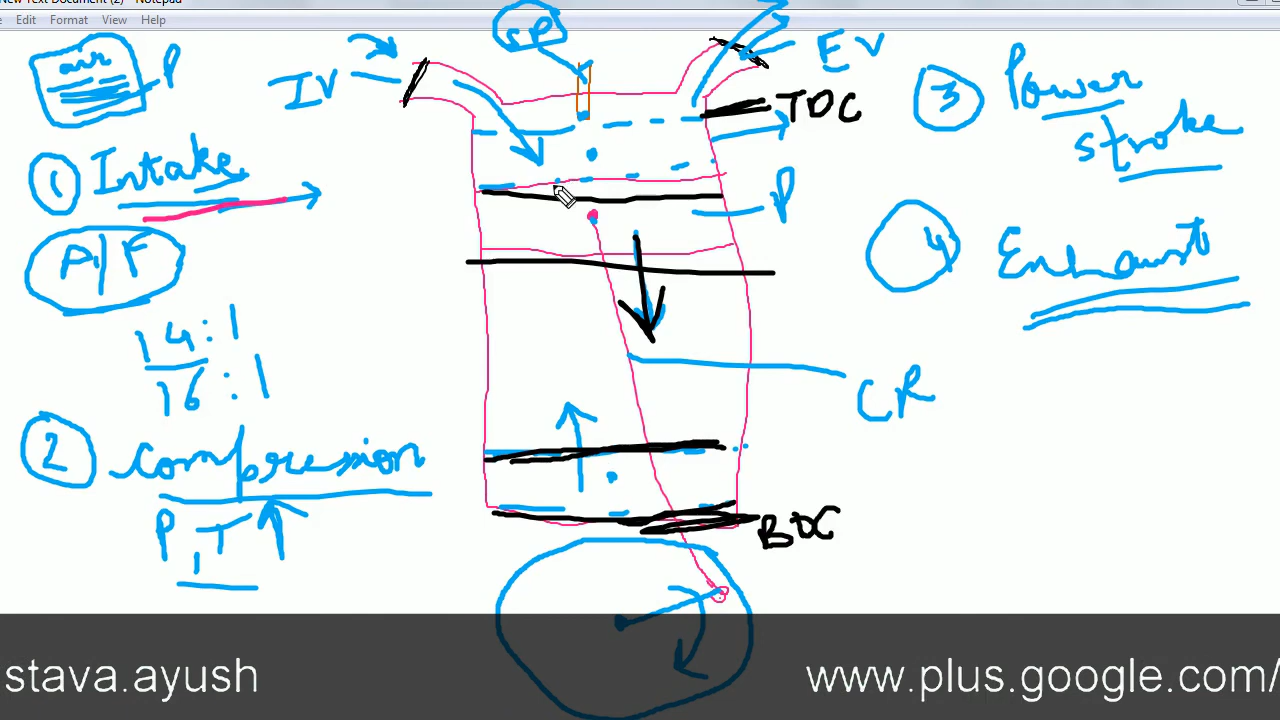 New Text Document (2) - Notepad
Edit Format View Help
air
P
IV
SP
EV
TDC
① Intake
A/F
14:1
16:1
② Compression
P, T
P
CR
BDC
③ Power
stroke
④ Exhaust
stava.ayush
www.plus.google.com/